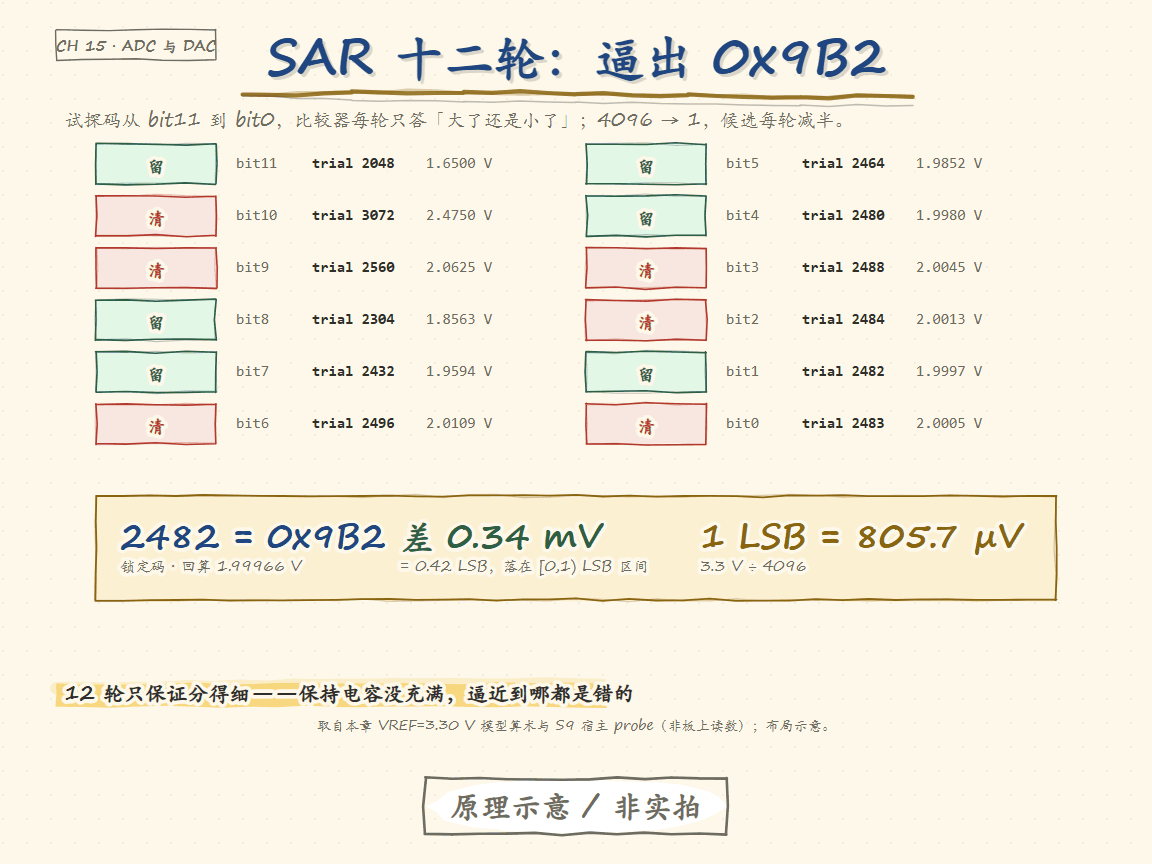 CH 15 · ADC 与 DAC
SAR 十二轮：逼出 0x9B2
试探码从 bit11 到 bit0，比较器每轮只答「大了还是小了」；4096 → 1，候选每轮减半。
留 bit11 trial 2048 1.6500 V
清 bit10 trial 3072 2.4750 V
清 bit9 trial 2560 2.0625 V
留 bit8 trial 2304 1.8563 V
留 bit7 trial 2432 1.9594 V
清 bit6 trial 2496 2.0109 V
留 bit5 trial 2464 1.9852 V
留 bit4 trial 2480 1.9980 V
清 bit3 trial 2488 2.0045 V
清 bit2 trial 2484 2.0013 V
留 bit1 trial 2482 1.9997 V
清 bit0 trial 2483 2.0005 V
2482 = 0x9B2
锁定码 · 回算 1.99966 V
差 0.34 mV
= 0.42 LSB，落在 [0,1) LSB 区间
1 LSB = 805.7 μV
3.3 V ÷ 4096
12 轮只保证分得细——保持电容没充满，逼近到哪都是错的
取自本章 VREF=3.30 V 模型算术与 S9 宿主 probe（非板上读数）；布局示意。
原理示意 / 非实拍